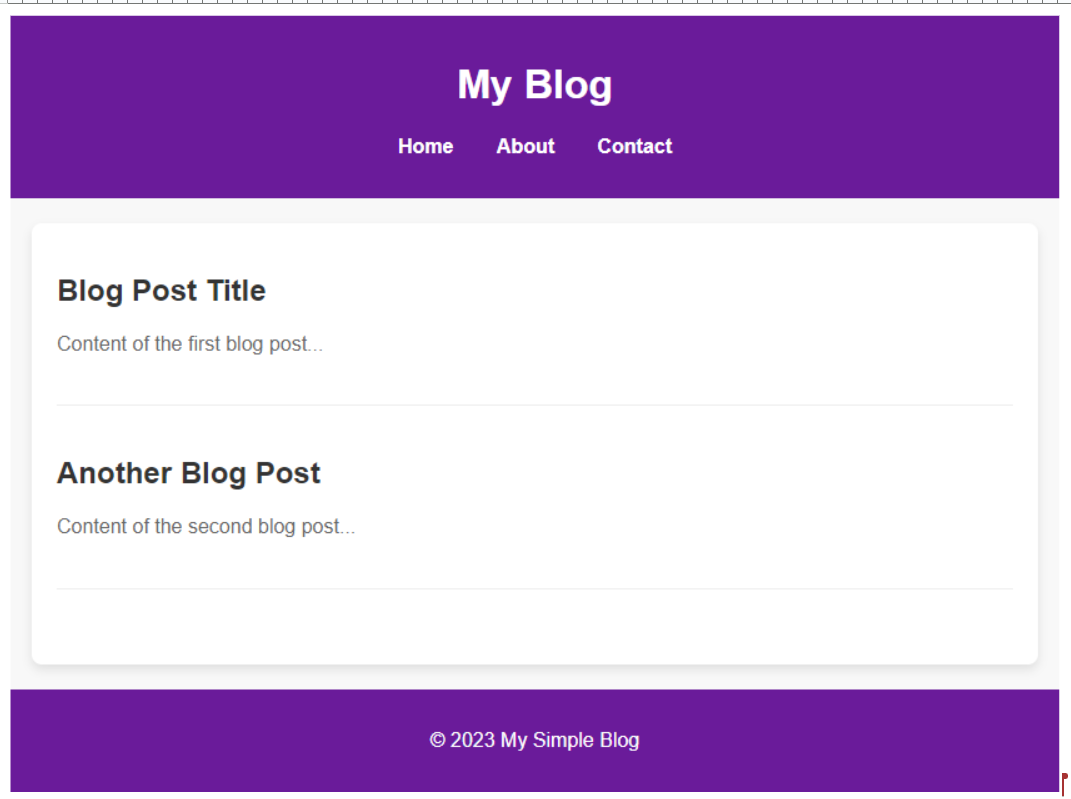 My Blog
Home About Contact
Blog Post Title
Content of the first blog post...
Another Blog Post
Content of the second blog post...
© 2023 My Simple Blog